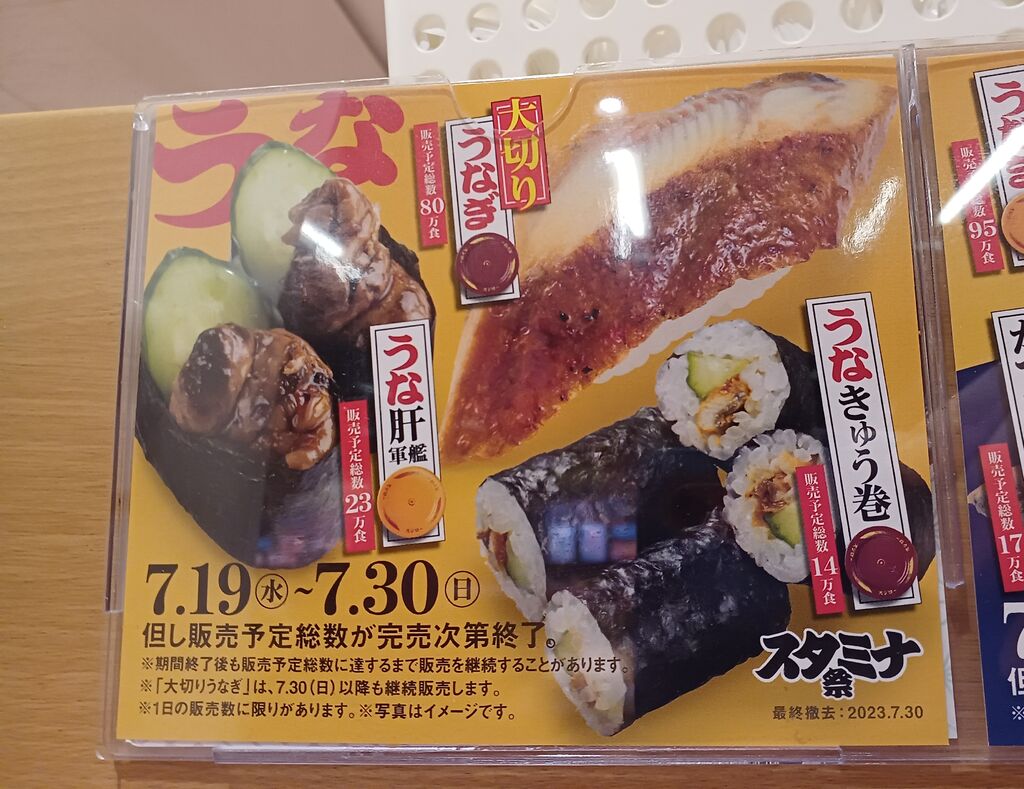 うな
大切り
うなぎ
販売予定総数80万食
うな肝
軍艦
販売予定総数23万食
うなきゅう巻
販売予定総数14万食
7.19㊌~7.30㊐
但し販売予定総数が完売次第終了。
※期間終了後も販売予定総数に達するまで販売を継続することがあります。
※「大切りうなぎ」は、7.30(日)以降も継続販売します。
※1日の販売数に限りがあります。※写真はイメージです。
スタミナ
祭
最終撤去:2023.7.30
95万食
販売予定総数
17万食